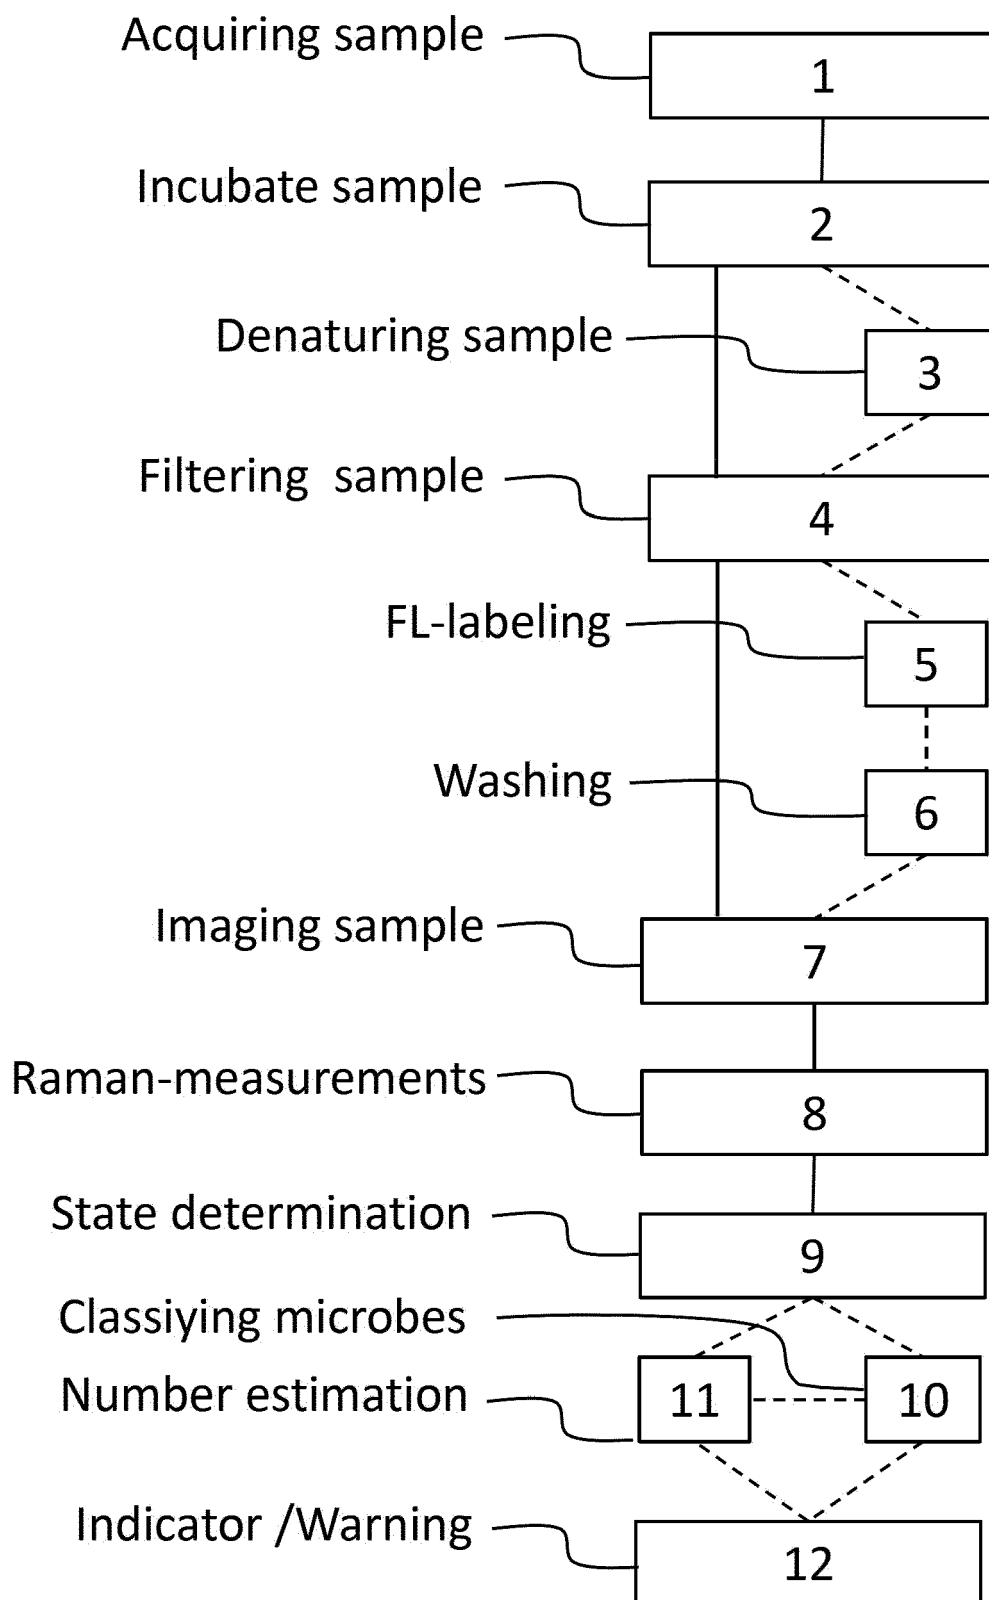 Acquiring sample
1
Incubate sample
2
Denaturing sample
3
Filtering sample
4
FL-labeling
5
Washing
6
Imaging sample
7
Raman-measurements
8
State determination
9
Classiying microbes
10
Number estimation
11
Indicator /Warning
12